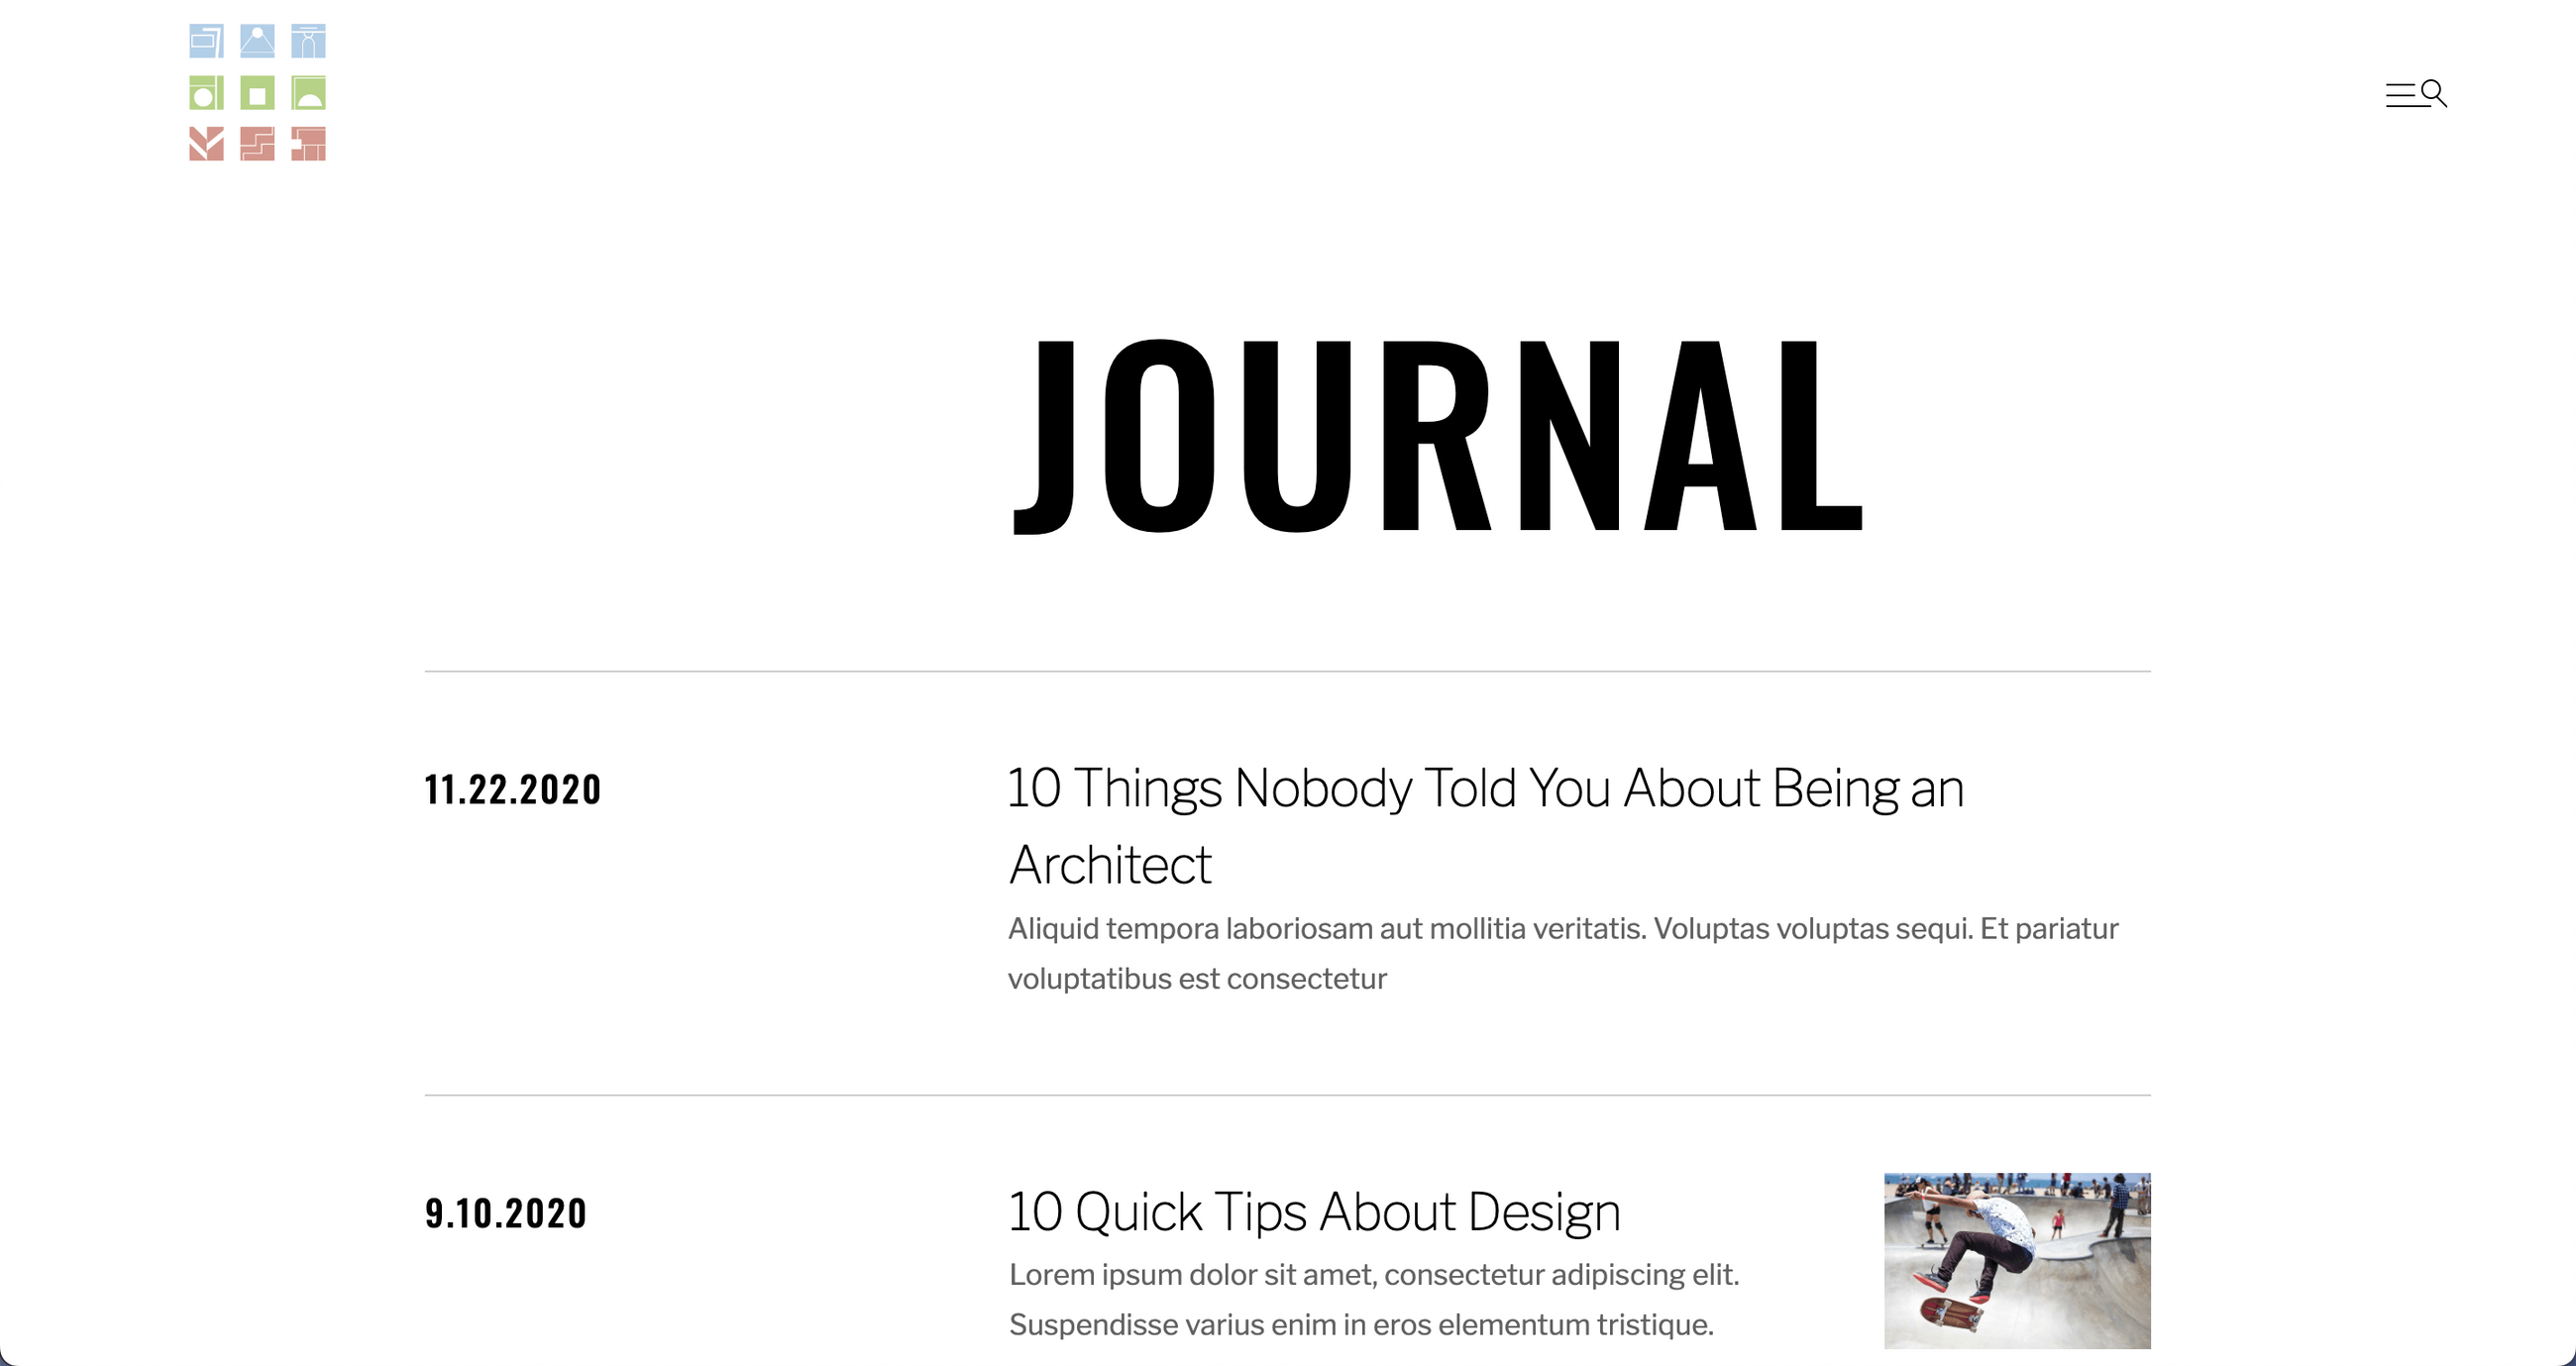 JOURNAL
11.22.2020
10 Things Nobody Told You About Being an
Architect
Aliquid tempora laboriosam aut mollitia veritatis. Voluptas voluptas sequi. Et pariatur
voluptatibus est consectetur
9.10.2020
10 Quick Tips About Design
Lorem ipsum dolor sit amet, consectetur adipiscing elit.
Suspendisse varius enim in eros elementum tristique.